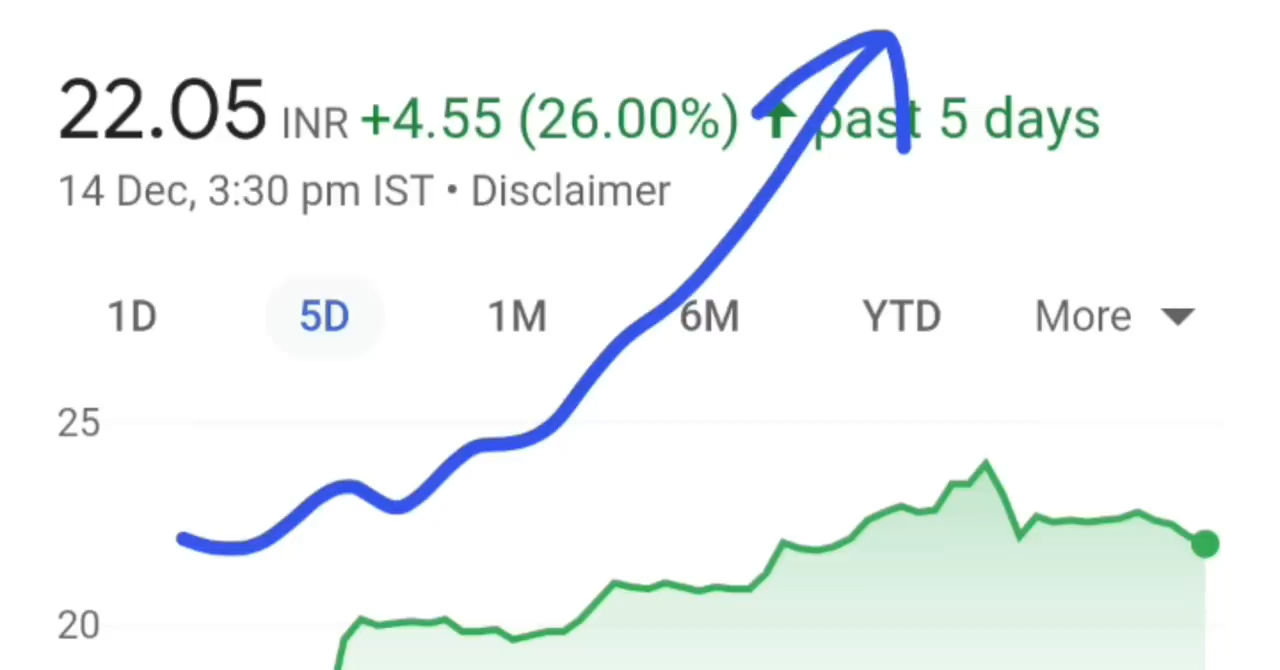 22.05 INR +4.55 (26.00%) ↑ past 5 days
14 Dec, 3:30 pm IST • Disclaimer
1D 5D 1M 6M YTD More
25
20